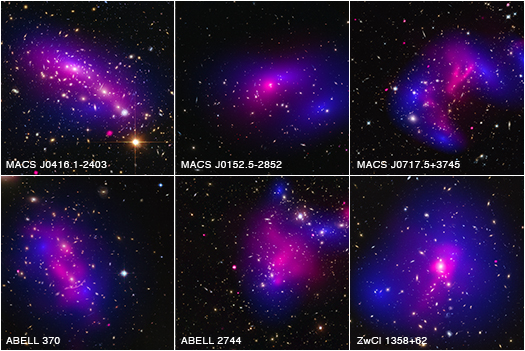 MACS J0416.1-2403
MACS J0152.5-2852
MACS J0717.5+3745
ABELL 370
ABELL 2744
ZwCl 1358+62